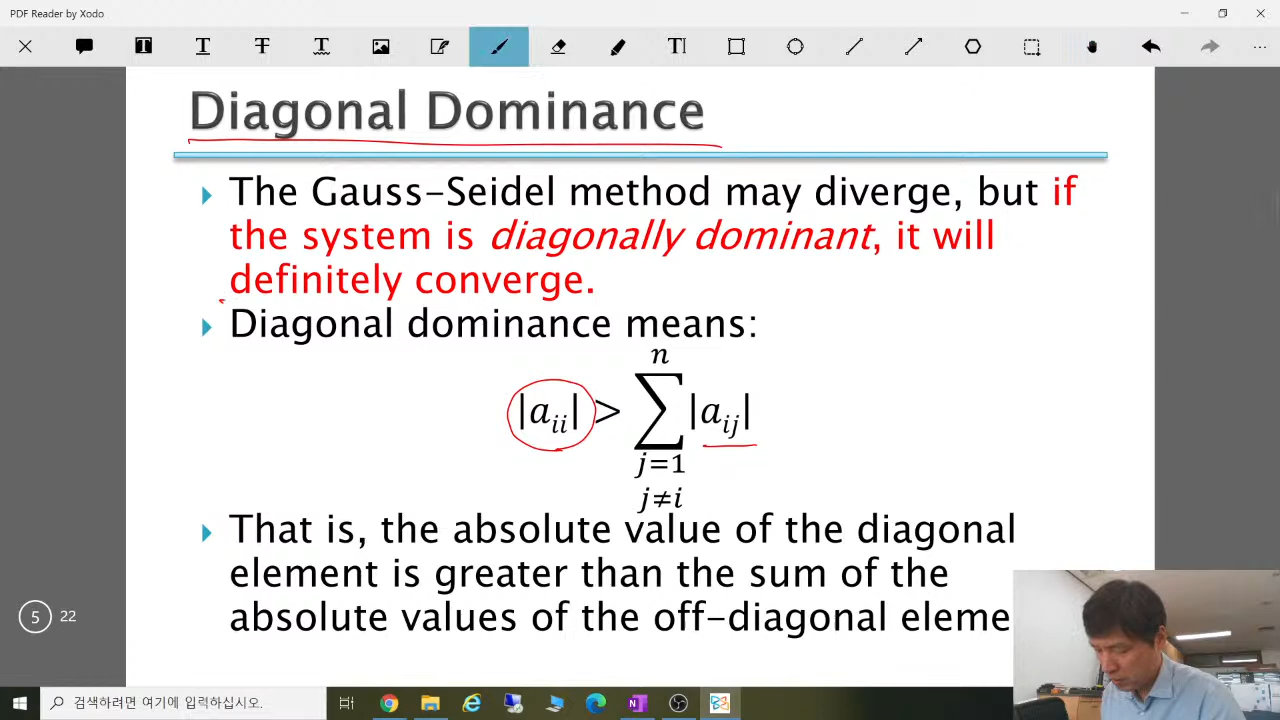 PDF Reader by Xodo
Diagonal Dominance
The Gauss-Seidel method may diverge, but if
the system is diagonally dominant, it will
definitely converge.
Diagonal dominance means:
n
|aᵢᵢ| > ∑ |aᵢⱼ|
j=1
j≠i
That is, the absolute value of the diagonal
element is greater than the sum of the
absolute values of the off-diagonal eleme
5 22
검색하려면 여기에 입력하십시오.